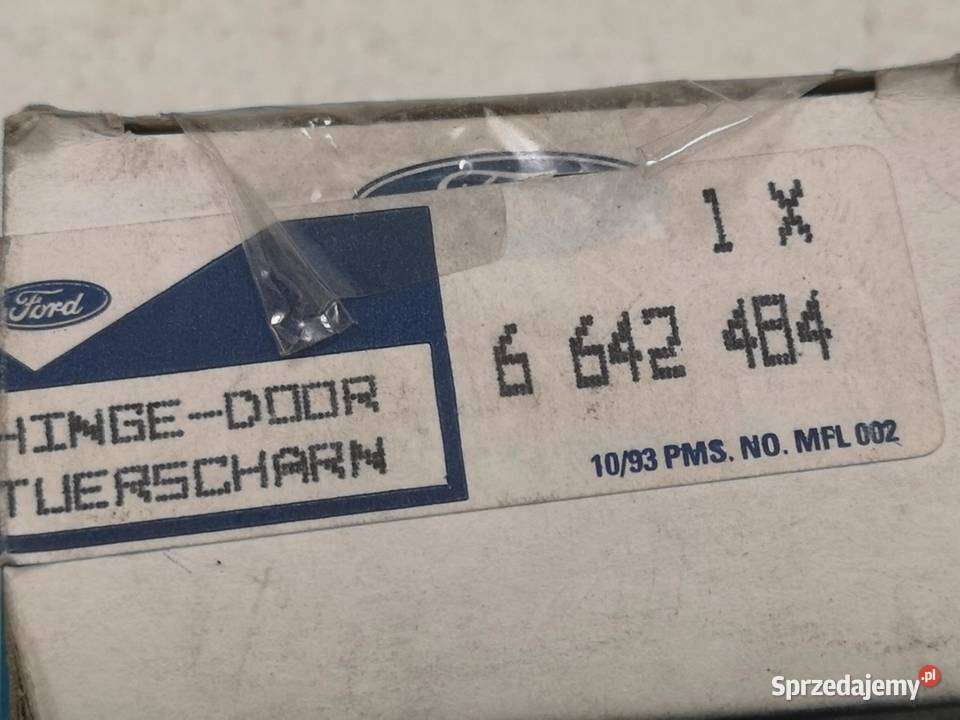 1 X
Ford
6 642 484
HINGE-DOOR
TUERSCHARN
10/93 PMS. NO. MFL 002
Sprzedajemy.pl